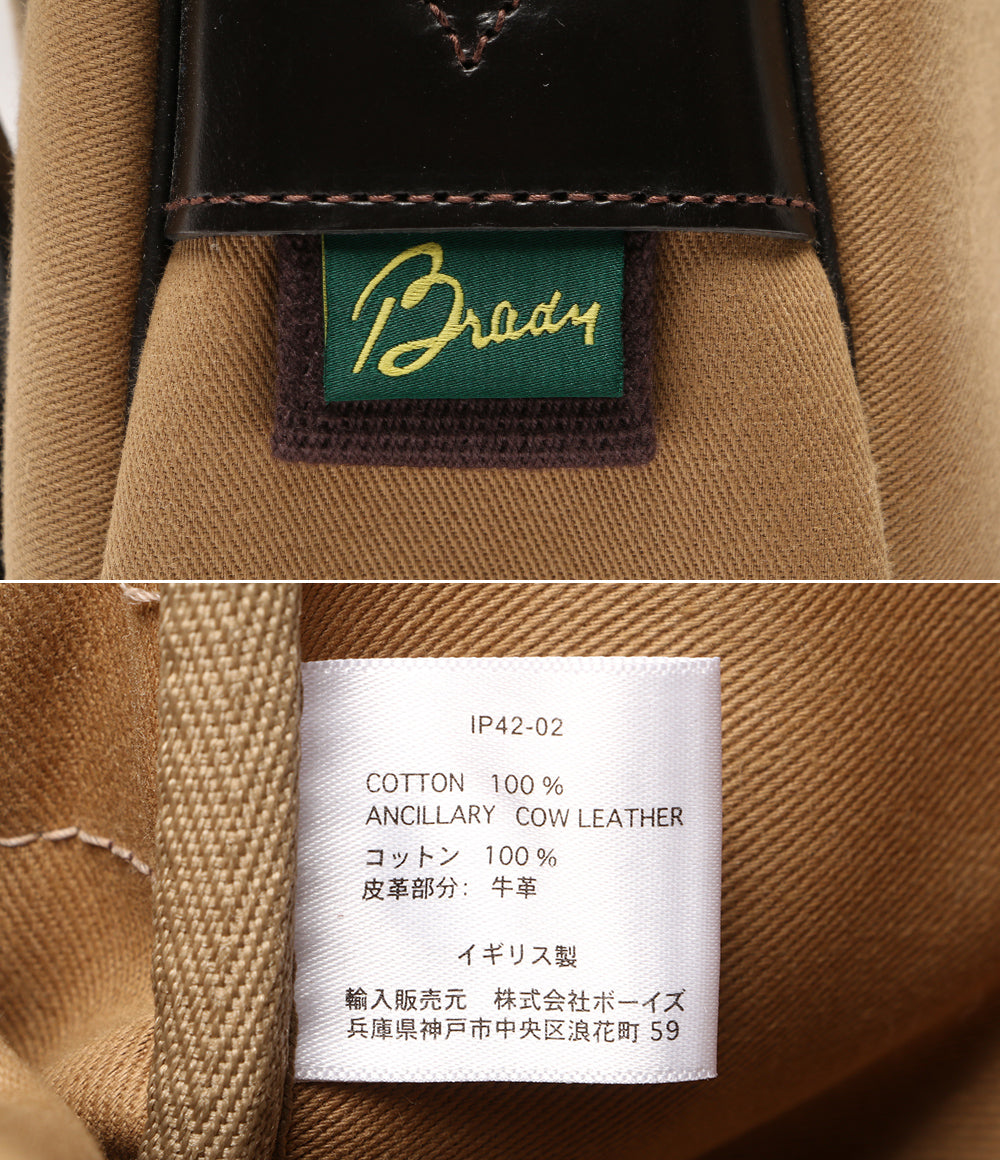 Brady
IP42-02
COTTON 100%
ANCILLARY COW LEATHER
コットン 100%
皮革部分: 牛革
イギリス製
輸入販売元 株式会社ボーイズ
兵庫県神戸市中央区浪花町 59